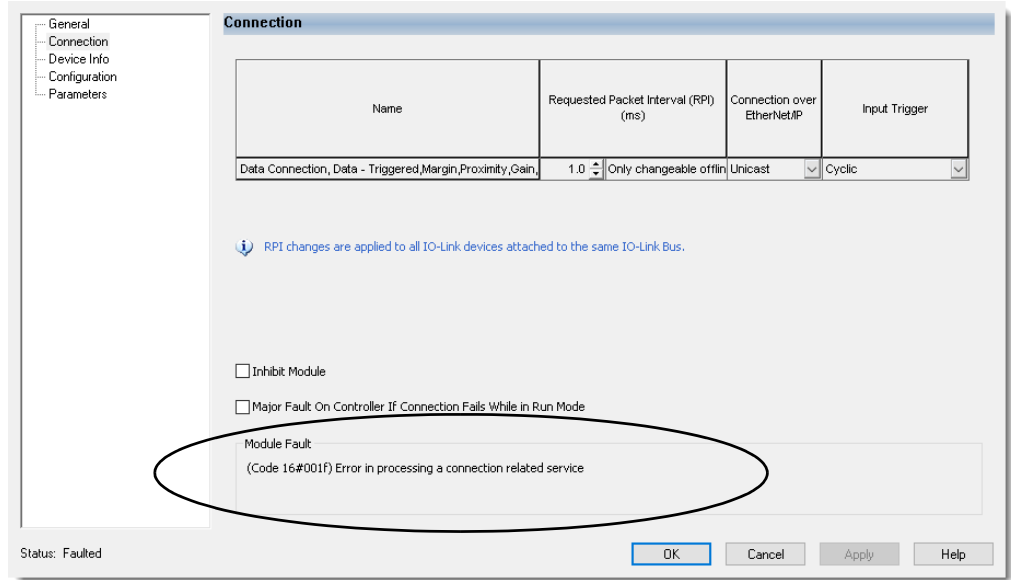 General
Connection
Device Info
Configuration
Parameters
Connection
Name
Requested Packet Interval (RPI)
(ms)
Connection over
EtherNet/IP
Input Trigger
Data Connection, Data - Triggered,Margin,Proximity,Gain,
1.0
Only changeable offlin
Unicast
Cyclic
RPI changes are applied to all IO-Link devices attached to the same IO-Link Bus.
Inhibit Module
Major Fault On Controller If Connection Fails While in Run Mode
Module Fault
(Code 16#001f) Error in processing a connection related service
Status: Faulted
OK
Cancel
Apply
Help